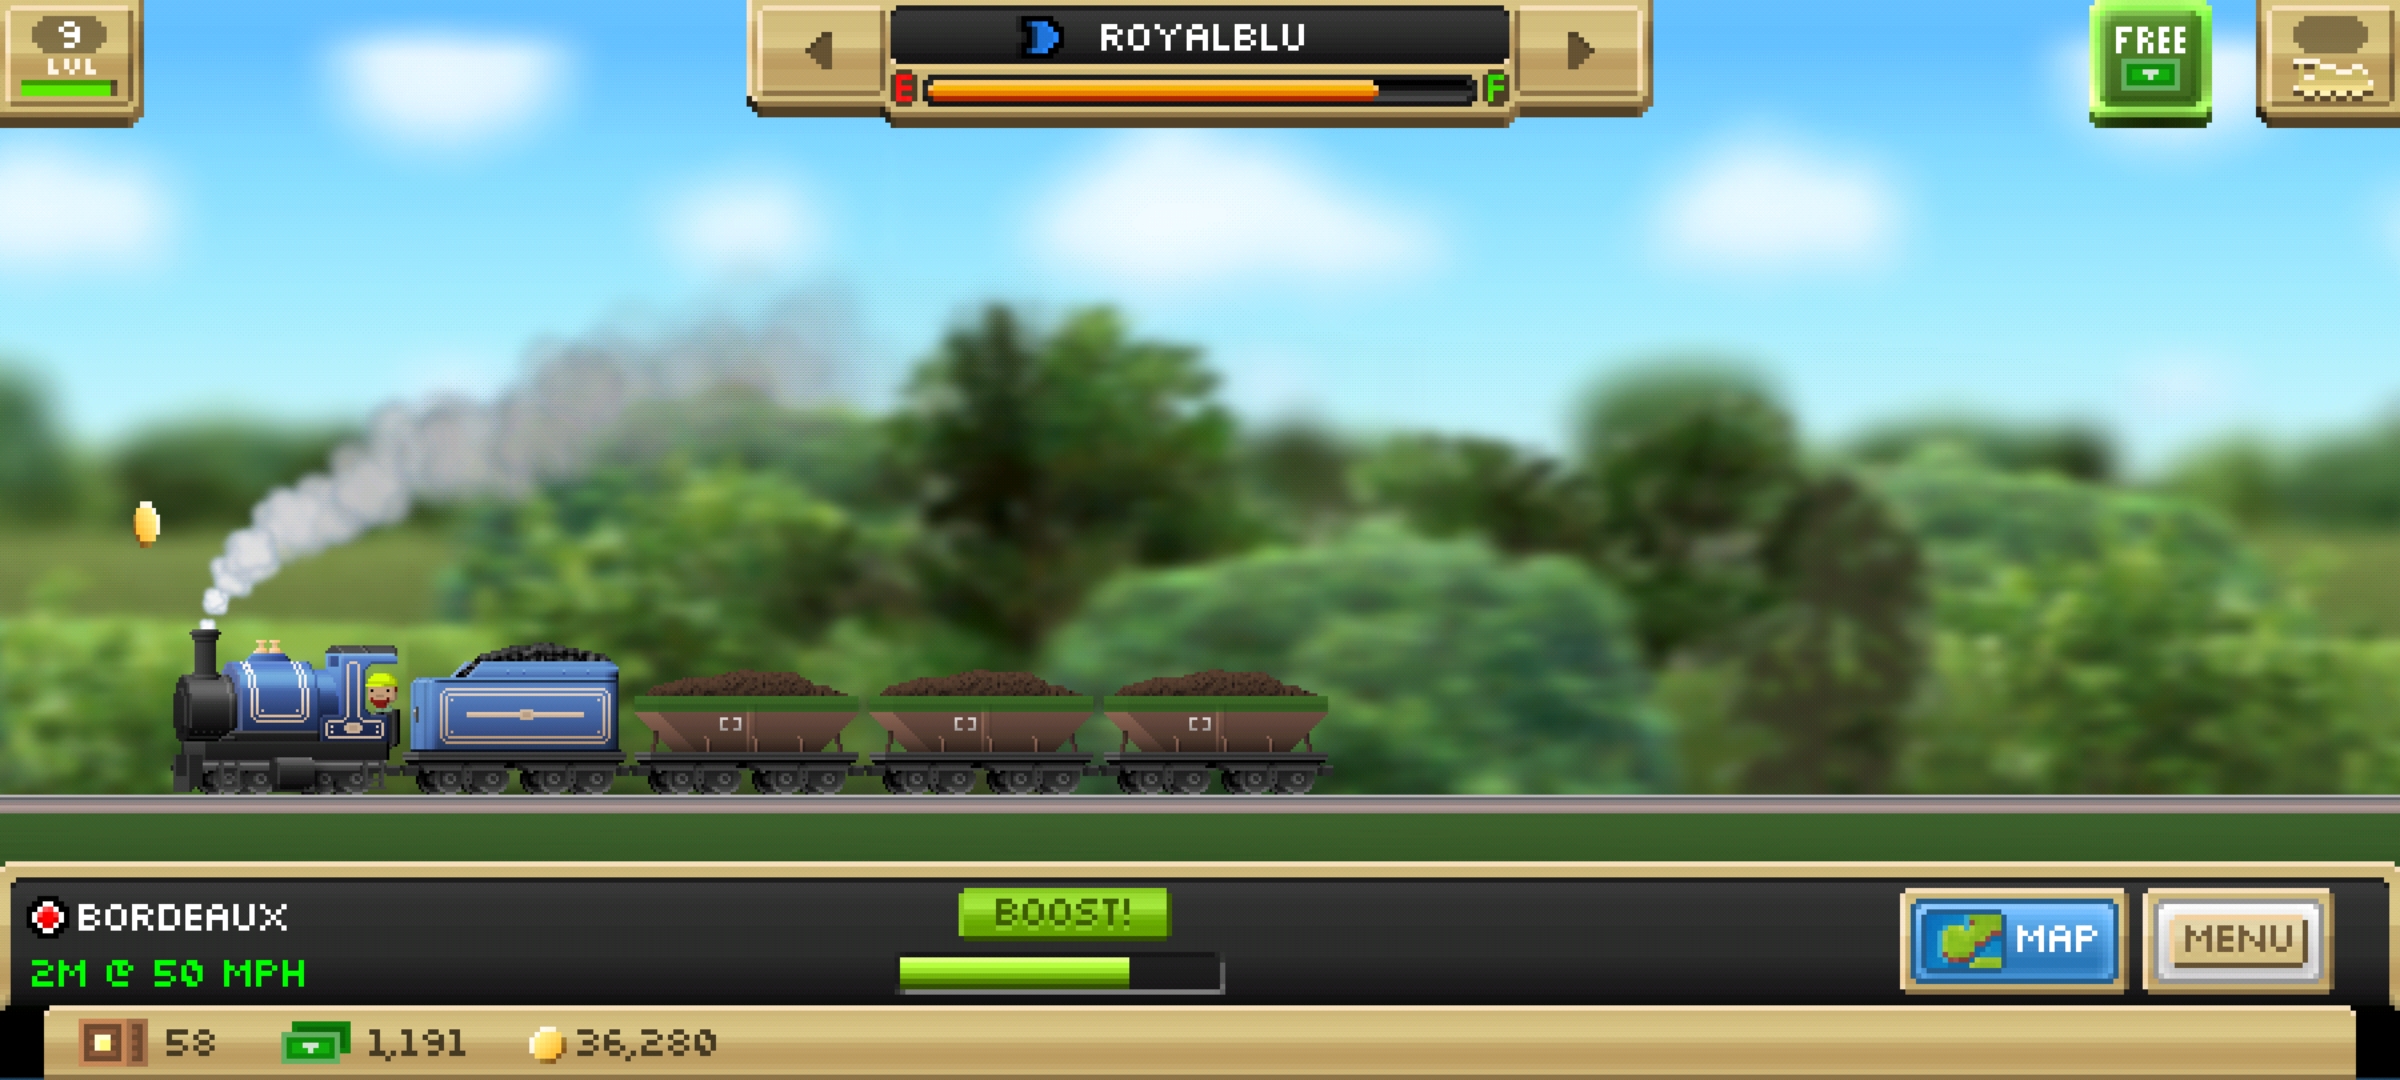 9
LVL
ROYALBLU
E F
FREE
BORDEAUX
2M @ 50 MPH
BOOST!
MAP
MENU
58 1,191 36,280